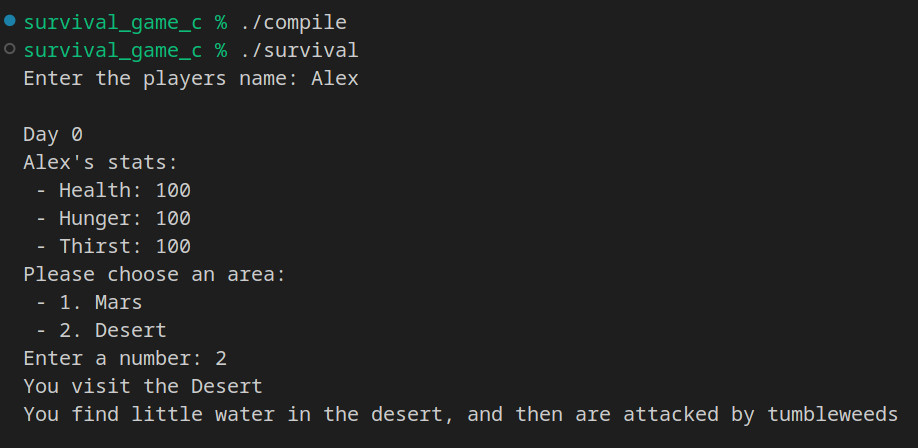 survival_game_c % ./compile
survival_game_c % ./survival
Enter the players name: Alex
Day 0
Alex's stats:
- Health: 100
- Hunger: 100
- Thirst: 100
Please choose an area:
- 1. Mars
- 2. Desert
Enter a number: 2
You visit the Desert
You find little water in the desert, and then are attacked by tumbleweeds